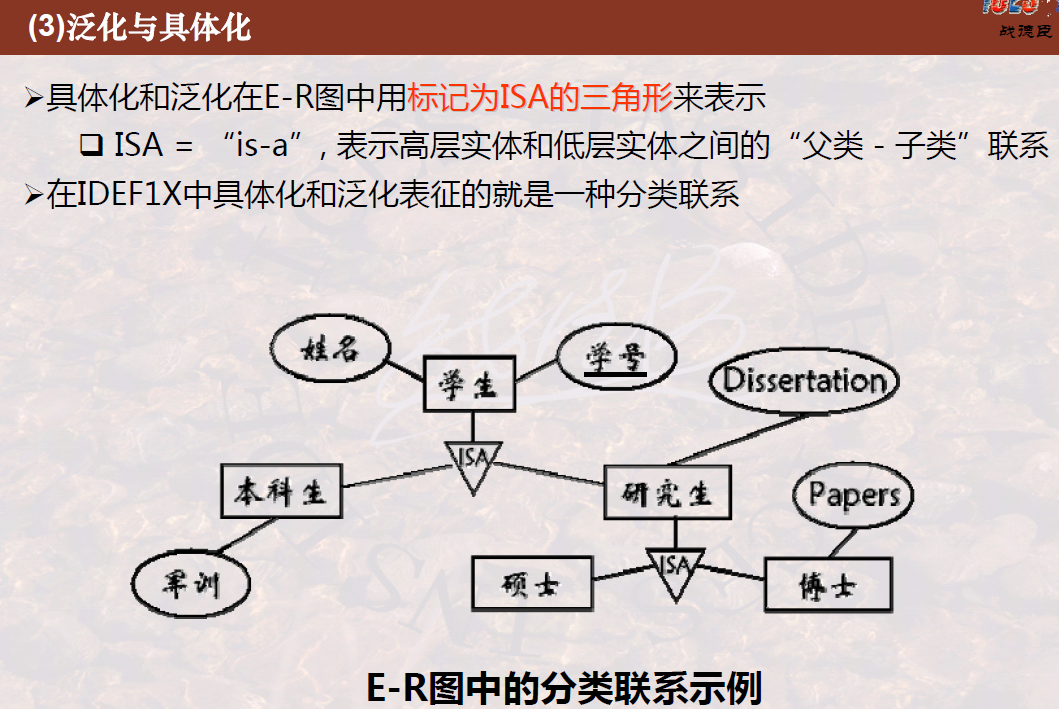 (3)泛化与具体化
战德臣
➢具体化和泛化在E-R图中用标记为ISA的三角形来表示
❑ ISA = “is-a”, 表示高层实体和低层实体之间的“父类 - 子类”联系
➢在IDEF1X中具体化和泛化表征的就是一种分类联系
姓名
学号
学生
Dissertation
ISA
本科生
研究生
Papers
军训
硕士
ISA
博士
E-R图中的分类联系示例